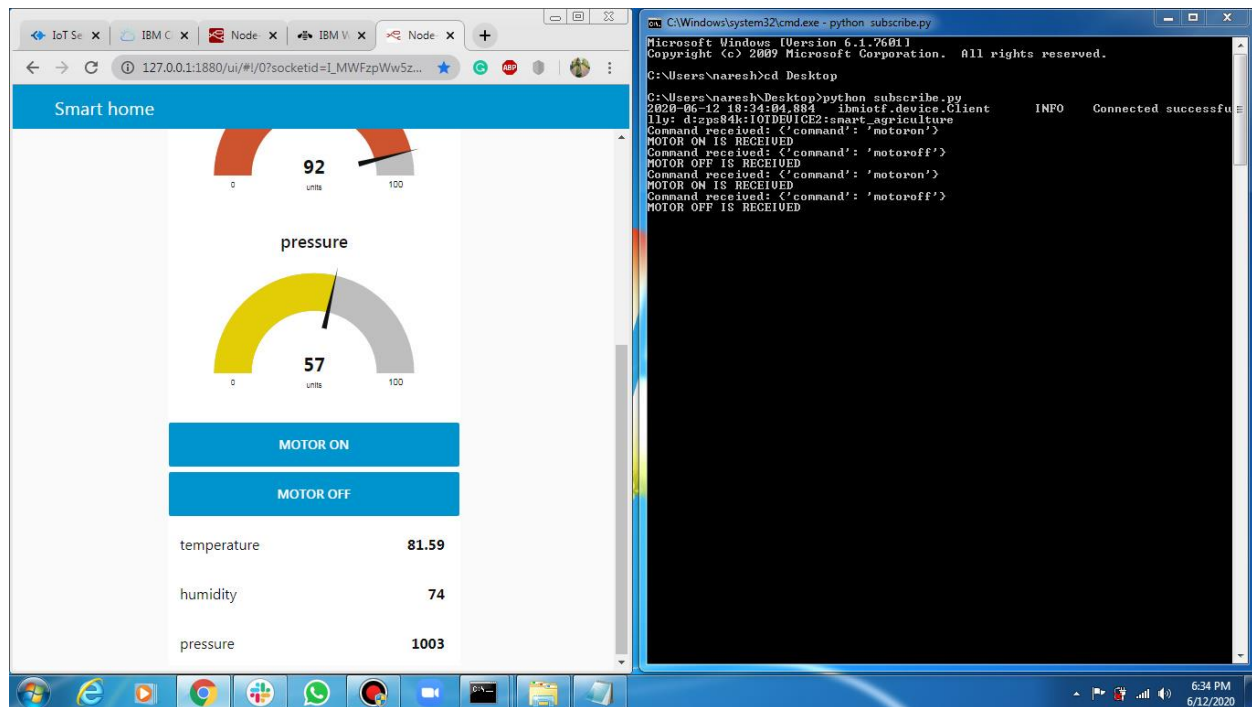 IoT Se
IBM C
Node-
IBM W
Node-
127.0.0.1:1880/ui/#!/0?socketid=I_MWFzpWw5z...
ABP
Smart home
92
units
0
100
pressure
57
units
0
100
MOTOR ON
MOTOR OFF
temperature 81.59
humidity 74
pressure 1003
C:\Windows\system32\cmd.exe - python subscribe.py
Microsoft Windows [Version 6.1.7601]
Copyright (c) 2009 Microsoft Corporation. All rights reserved.
C:\Users\naresh>cd Desktop
C:\Users\naresh\Desktop>python subscribe.py
2020-06-12 18:34:04,884 ibmiotf.device.Client INFO Connected successfu
lly: d:zps84k:IOTDEVICE2:smart_agriculture
Command received: {'command': 'motoron'}
MOTOR ON IS RECEIVED
Command received: {'command': 'motoroff'}
MOTOR OFF IS RECEIVED
Command received: {'command': 'motoron'}
MOTOR ON IS RECEIVED
Command received: {'command': 'motoroff'}
MOTOR OFF IS RECEIVED
6:34 PM
6/12/2020